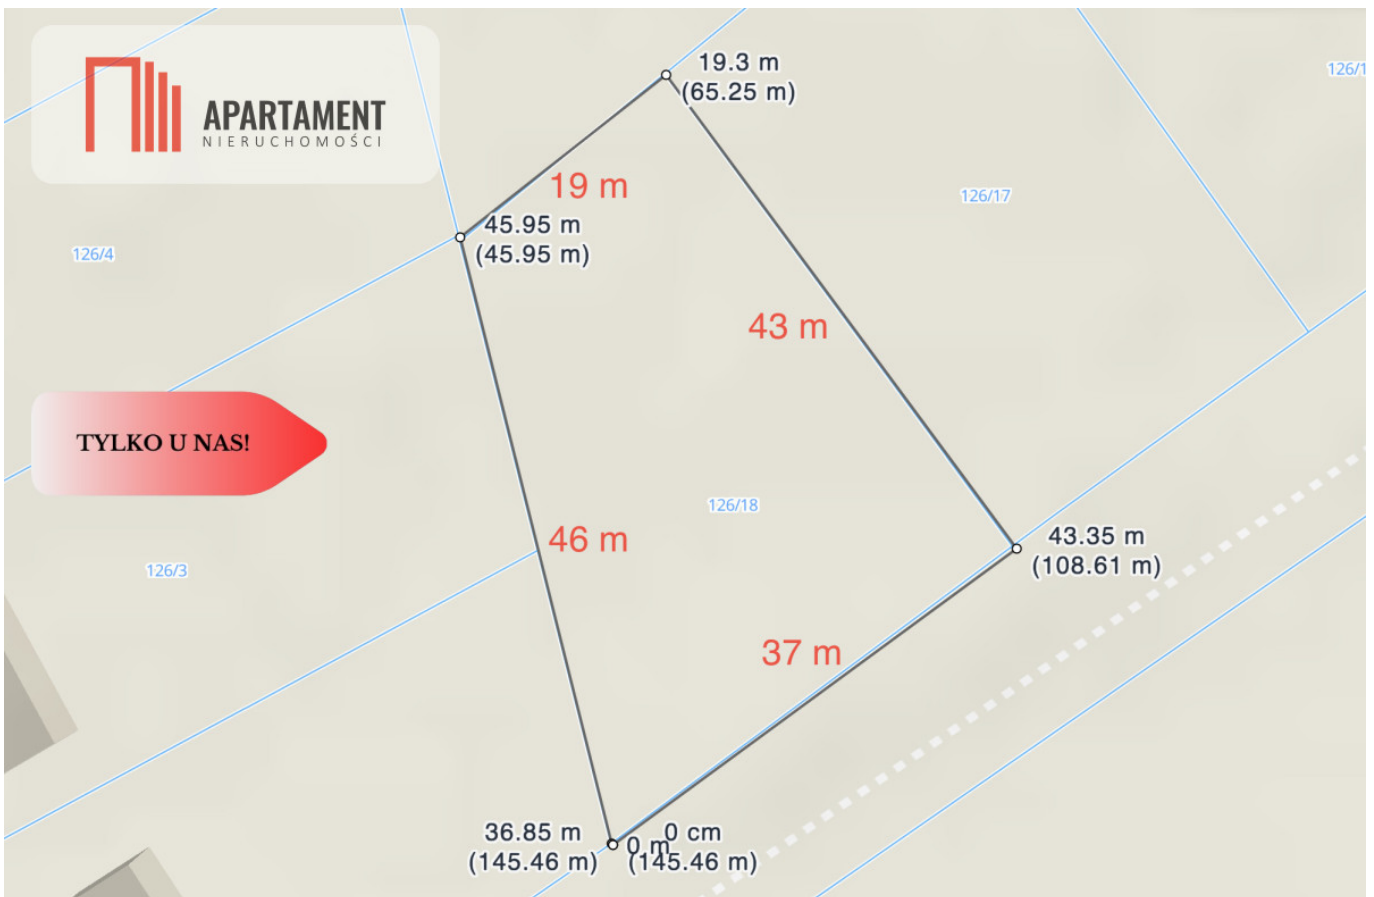 19.3 m
(65.25 m)
126/1
APARTAMENT
NIERUCHOMOŚCI
19 m
126/17
45.95 m
(45.95 m)
126/4
43 m
TYLKO U NAS!
126/18
46 m
43.35 m
(108.61 m)
126/3
37 m
36.85 m
(145.46 m)
0 m
0 cm
(145.46 m)